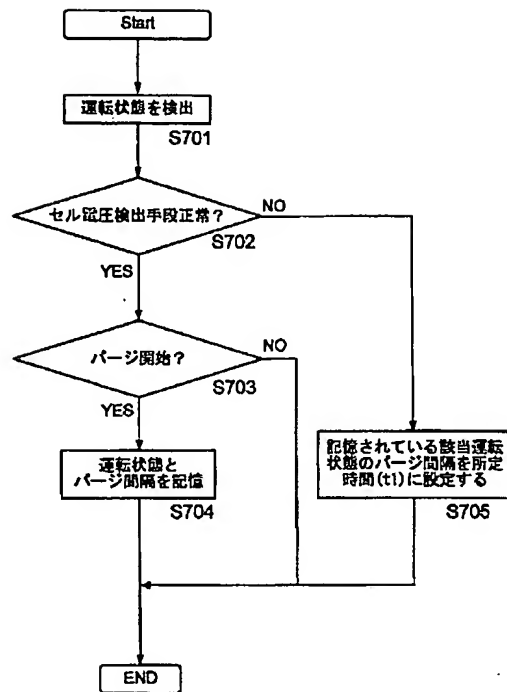 Start
運転状態を検出
S701
セル電圧検出手段正常?
NO
S702
YES
パージ開始?
NO
S703
YES
運転状態と
パージ間隔を記憶
S704
記憶されている該当運転
状態のパージ間隔を所定
時間(t1)に設定する
S705
END